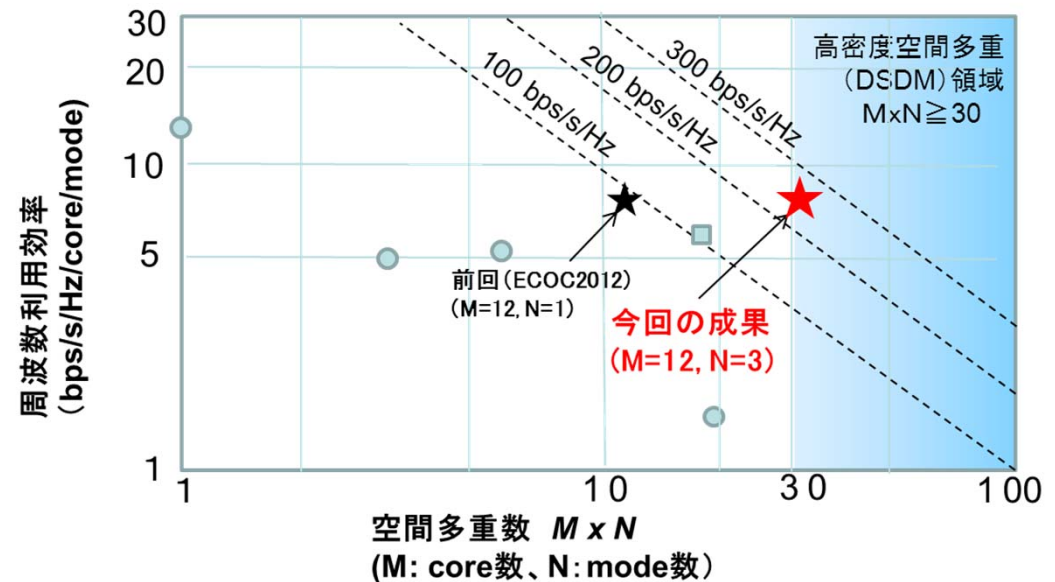 30
20
10
5
1
周波数利用効率
(bps/s/Hz/core/mode)
100 bps/s/Hz
200 bps/s/Hz
300 bps/s/Hz
高密度空間多重
(DSDM)領域
MxN≧30
前回(ECOC2012)
(M=12, N=1)
今回の成果
(M=12, N=3)
1
10
30
100
空間多重数 M x N
(M: core数、N:mode数)